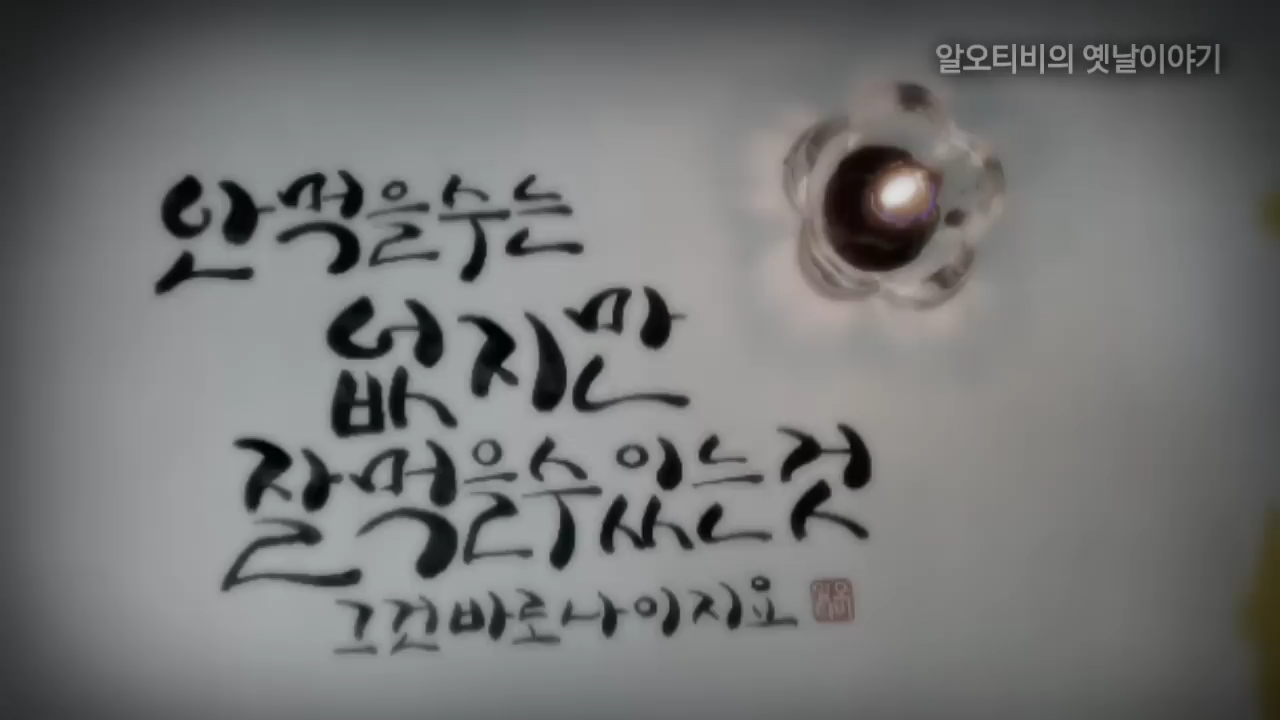 알오티비의 옛날이야기
안먹을수는
없지만
잘먹을수있는것
그건바로나이지요